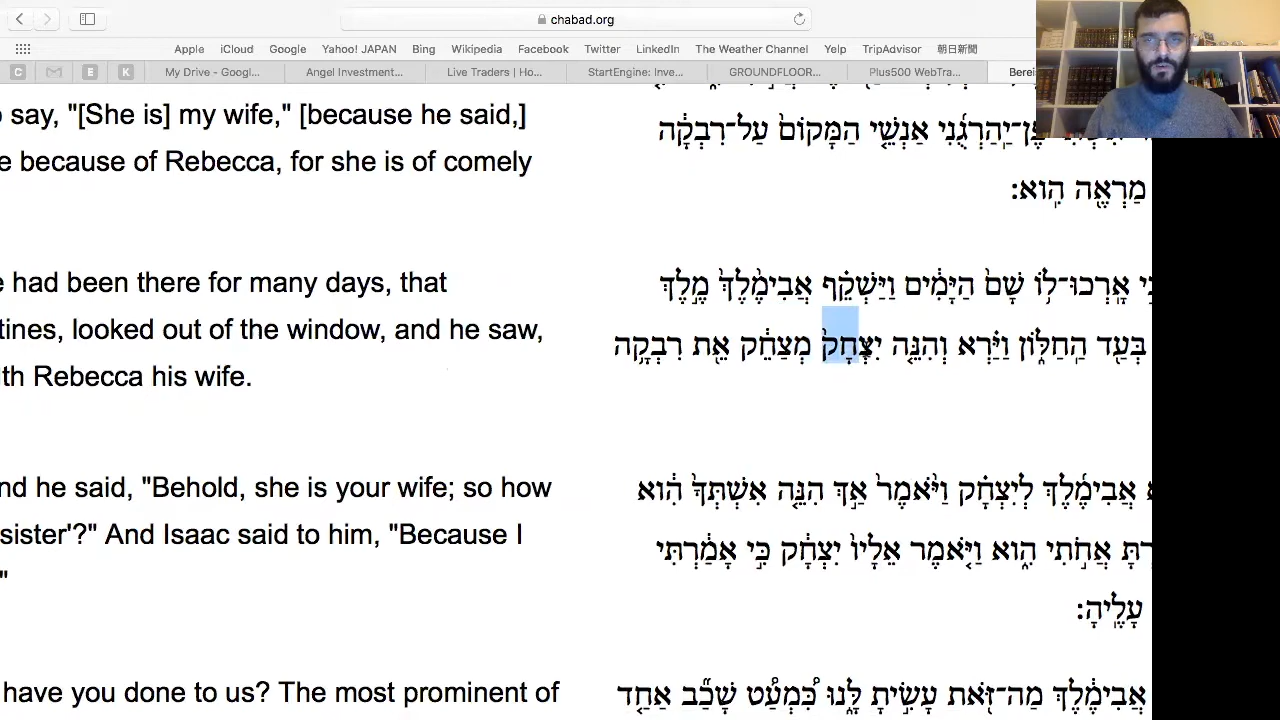 chabad.org
Apple iCloud Google Yahoo! JAPAN Bing Wikipedia Facebook Twitter LinkedIn The Weather Channel Yelp TripAdvisor 朝日新聞
C E K My Drive - Googl... Angel Investment... Live Traders | Ho... StartEngine: Inve... GROUNDFLOOR... Plus500 WebTra... Berei
say, "[She is] my wife," [because he said,]
פֶּן־יַֽהַרְגֻ֜נִי אַנְשֵׁ֤י הַמָּקוֹם֙ עַל־רִבְקָ֔ה
because of Rebecca, for she is of comely
מַרְאֶ֖ה הִֽוא:
had been there for many days, that
אָֽרְכוּ־ל֥וֹ שָׁם֙ הַיָּמִ֔ים וַיַּשְׁקֵ֗ף אֲבִימֶ֙לֶךְ֙ מֶ֣לֶךְ
tines, looked out of the window, and he saw,
בְּעַ֖ד הַֽחַלּ֑וֹן וַיַּ֗רְא וְהִנֵּ֤ה יִצְחָק֙ מְצַחֵ֔ק אֵ֖ת רִבְקָ֥ה
th Rebecca his wife.
nd he said, "Behold, she is your wife; so how
אֲבִימֶ֜לֶךְ לְיִצְחָ֗ק וַיֹּ֙אמֶר֙ אַ֣ךְ הִנֵּ֤ה אִשְׁתְּךָ֙ הִ֔וא
sister'?" And Isaac said to him, "Because I
רְתָּ אֲחֹ֣תִי הִ֑וא וַיֹּ֤אמֶר אֵלָיו֙ יִצְחָ֔ק כִּ֣י אָמַ֔רְתִּי
"
עָלֶֽיהָ:
have you done to us? The most prominent of
אֲבִימֶ֔לֶךְ מַה־זֹּ֖את עָשִׂ֣יתָ לָּ֑נוּ כִּ֠מְעַ֠ט שָׁכַ֞ב אַחַ֤ד